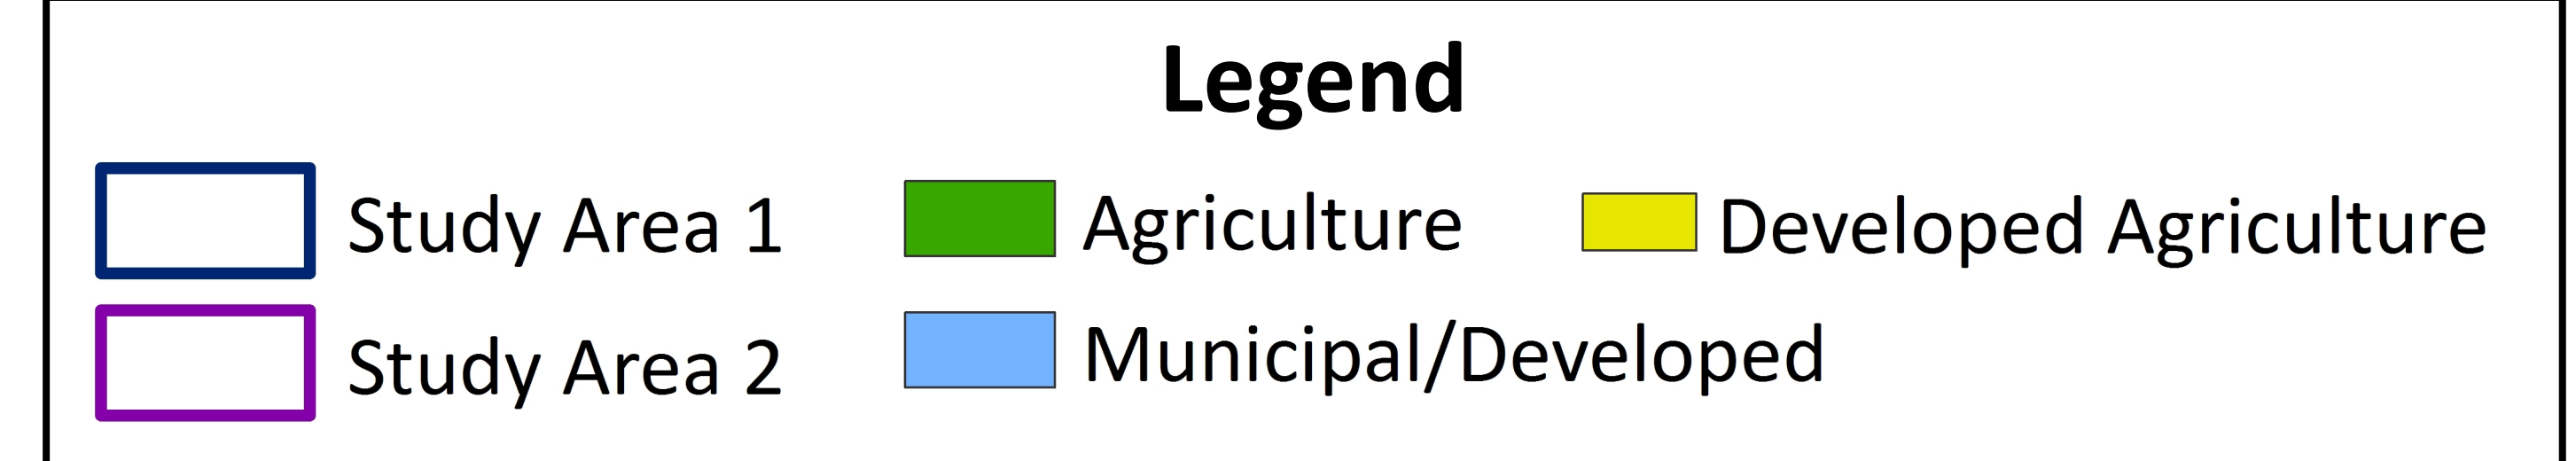 Legend
Study Area 1
Agriculture
Developed Agriculture
Study Area 2
Municipal/Developed